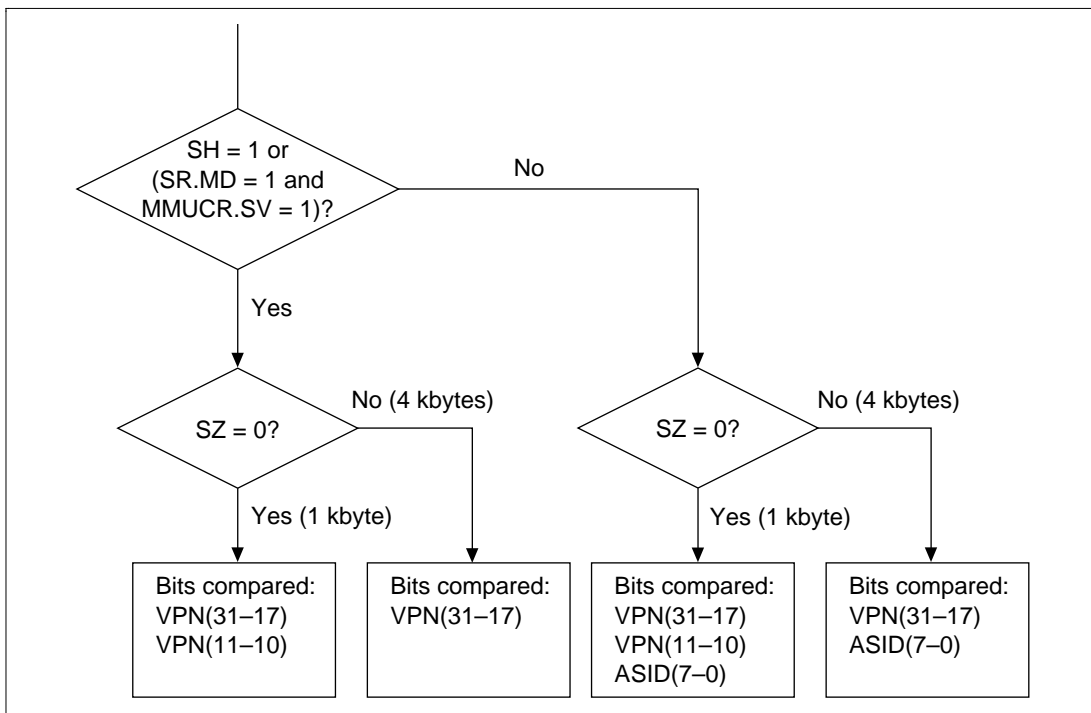 SH = 1 or
(SR.MD = 1 and
MMUCR.SV = 1)?
No
Yes
SZ = 0?
No (4 kbytes)
Yes (1 kbyte)
SZ = 0?
No (4 kbytes)
Yes (1 kbyte)
Bits compared:
VPN(31–17)
VPN(11–10)
Bits compared:
VPN(31–17)
Bits compared:
VPN(31–17)
VPN(11–10)
ASID(7–0)
Bits compared:
VPN(31–17)
ASID(7–0)